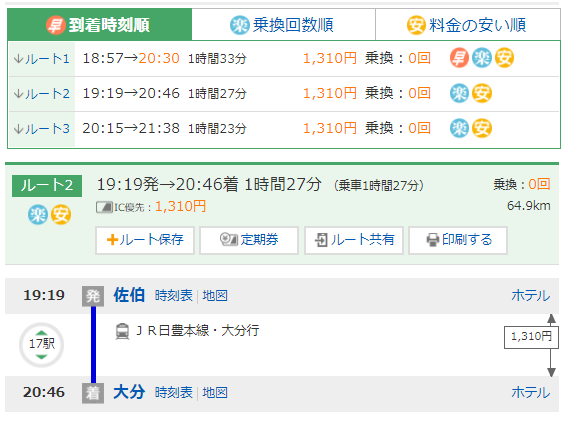 早 到着時刻順 楽 乗換回数順 安 料金の安い順
↓ルート1 18:57→20:30 1時間33分 1,310円 乗換：0回 早 楽 安
↓ルート2 19:19→20:46 1時間27分 1,310円 乗換：0回 楽 安
↓ルート3 20:15→21:38 1時間23分 1,310円 乗換：0回 楽 安
ルート2 19:19発→20:46着 1時間27分 （乗車1時間27分） 乗換：0回
楽 安 IC優先：1,310円 64.9km
+ルート保存 定期券 ルート共有 印刷する
19:19 発 佐伯 時刻表 | 地図 ホテル
17駅 ＪＲ日豊本線・大分行 1,310円
20:46 着 大分 時刻表 | 地図 ホテル